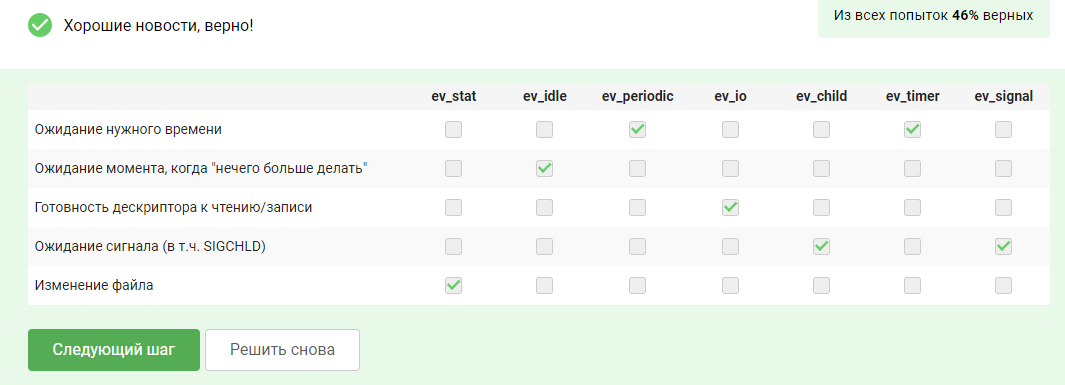 Хорошие новости, верно!
Из всех попыток 46% верных
ev_stat ev_idle ev_periodic ev_io ev_child ev_timer ev_signal
Ожидание нужного времени
Ожидание момента, когда "нечего больше делать"
Готовность дескриптора к чтению/записи
Ожидание сигнала (в т.ч. SIGCHLD)
Изменение файла
Следующий шаг Решить снова